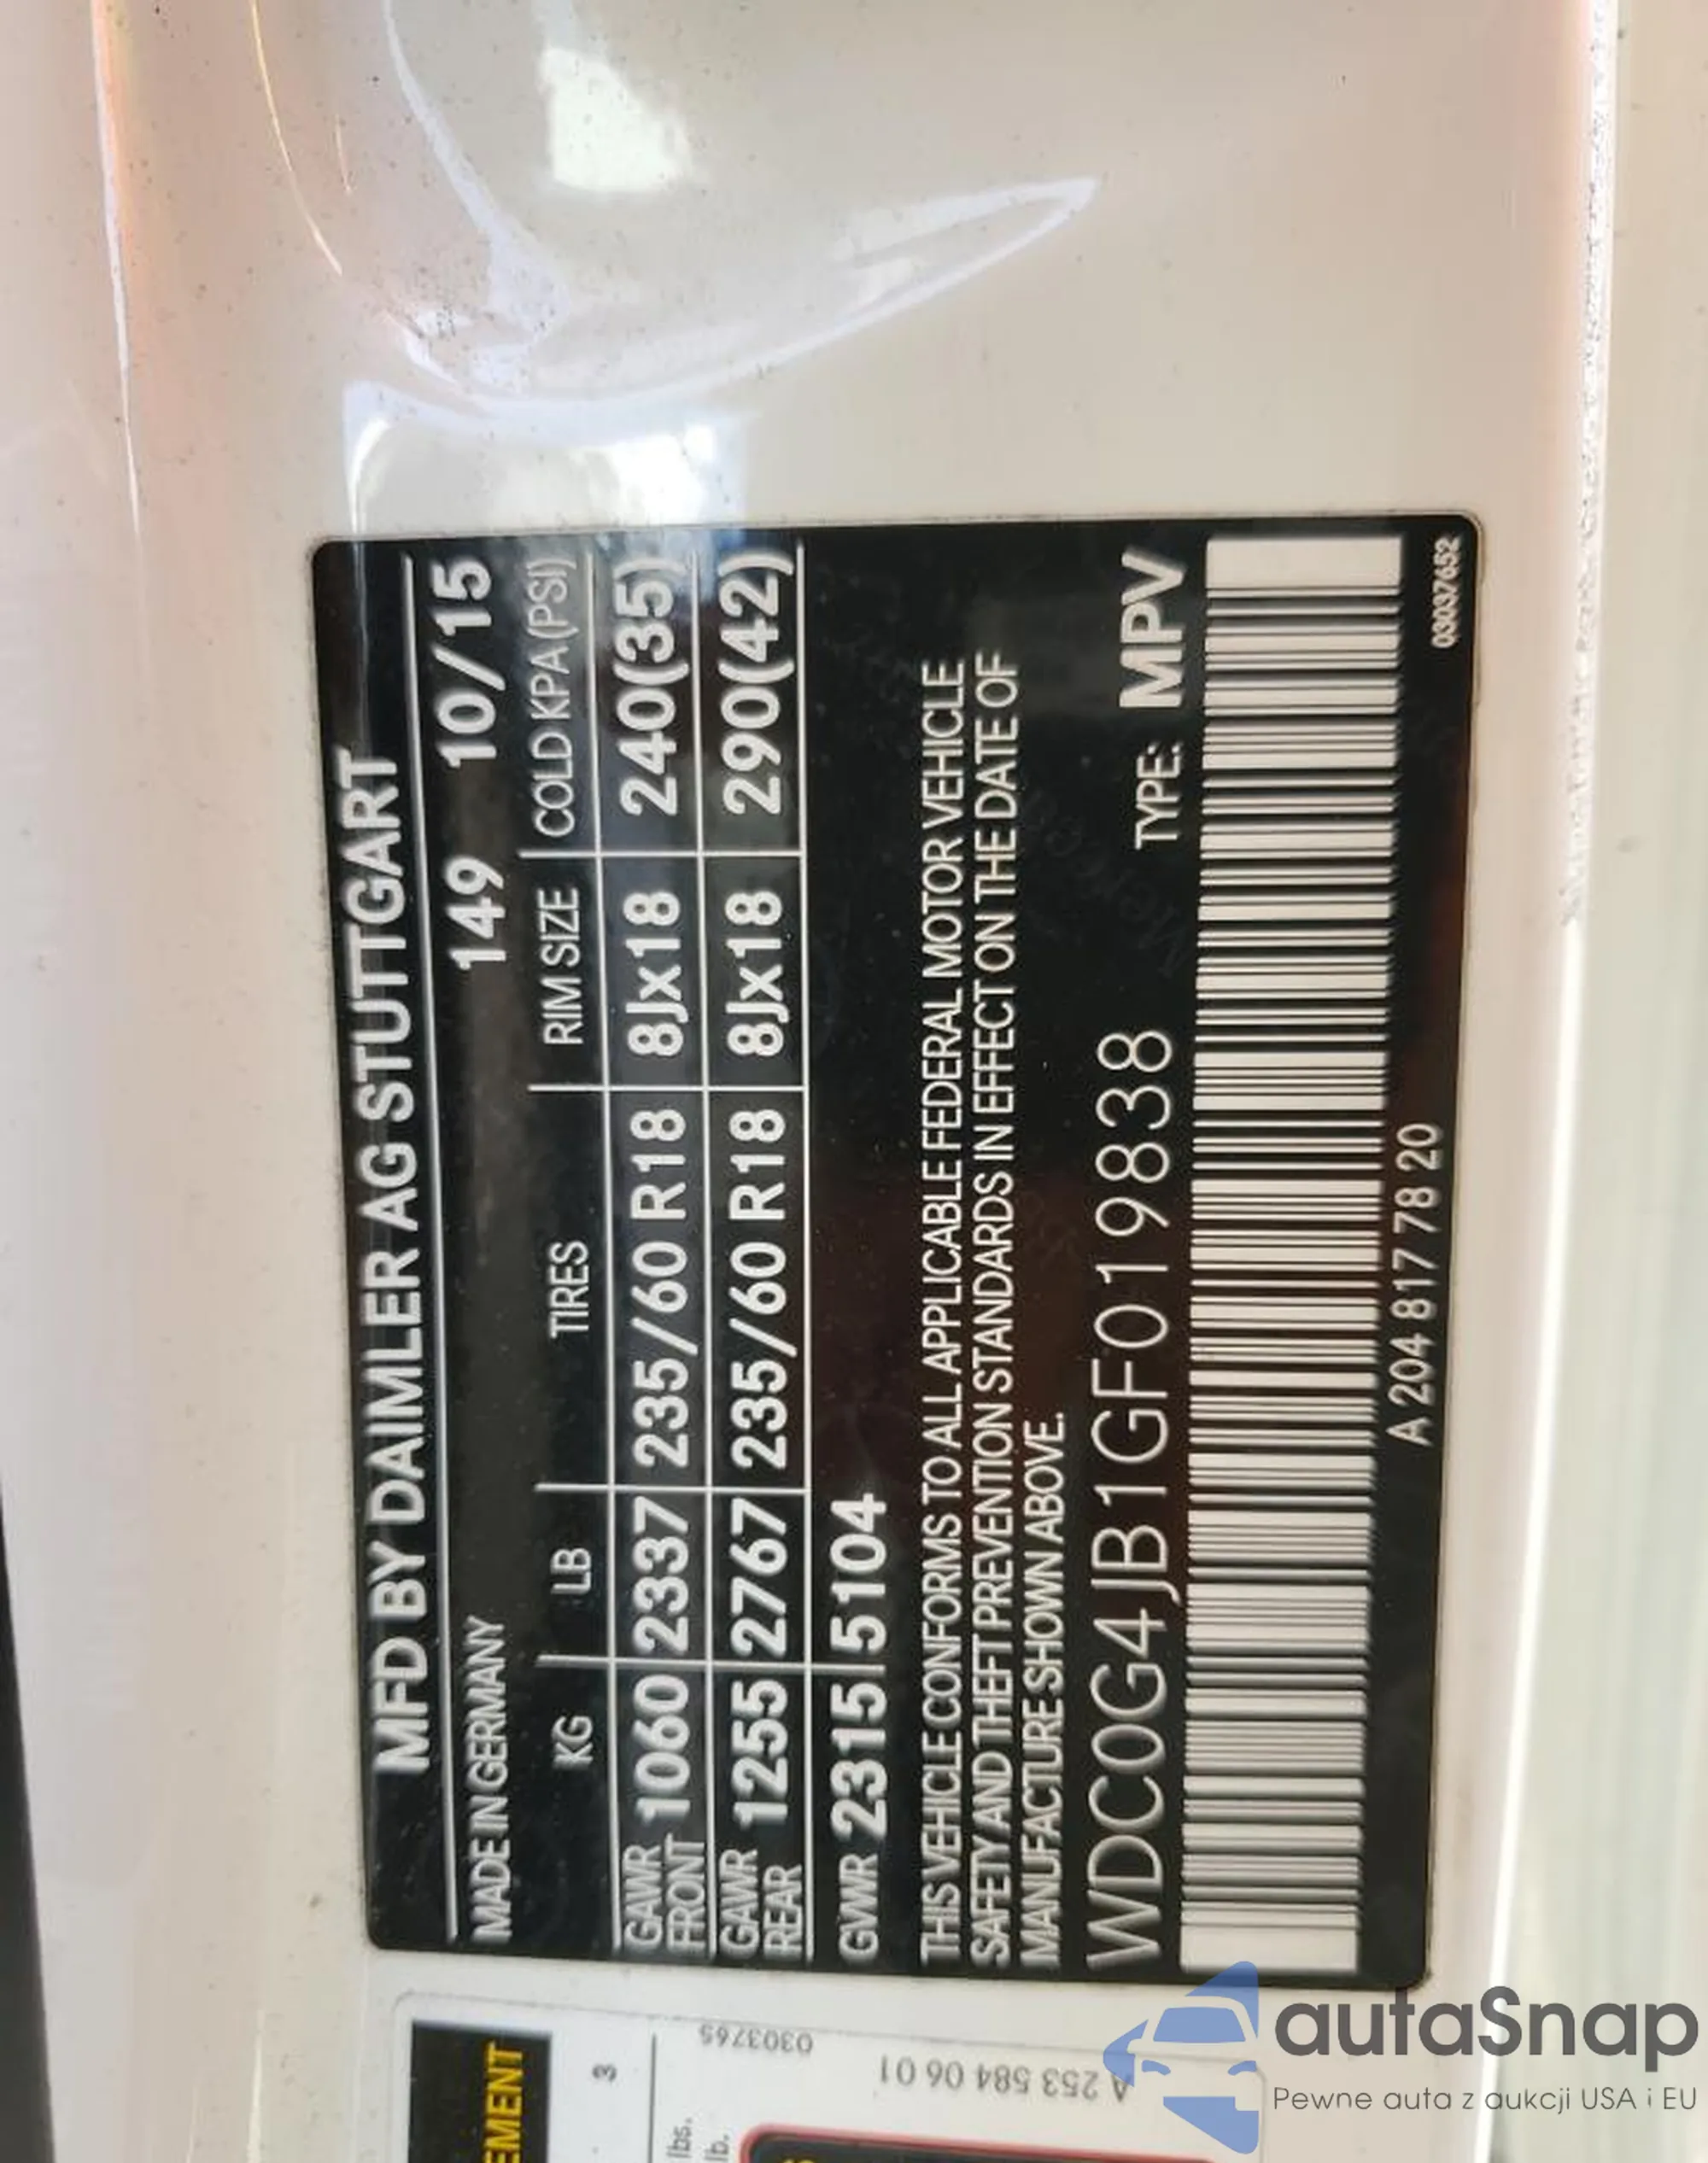 MFD BY DAIMLER AG STUTTGART
MADE IN GERMANY 149 10/15
KG LB TIRES RIM SIZE COLD KPA (PSI)
GAWR FRONT 1060 2337 235/60 R18 8Jx18 240(35)
GAWR REAR 1255 2767 235/60 R18 8Jx18 290(42)
GVWR 2315 5104
THIS VEHICLE CONFORMS TO ALL APPLICABLE FEDERAL MOTOR VEHICLE
SAFETY AND THEFT PREVENTION STANDARDS IN EFFECT ON THE DATE OF
MANUFACTURE SHOWN ABOVE.
WDC0G4JB1GF019838 TYPE: MPV
A 204 817 78 20
03037652
EMENT
3
lbs.
lb.
0303765
A 253 584 06 01
autaSnap
Pewne auta z aukcji USA i EU